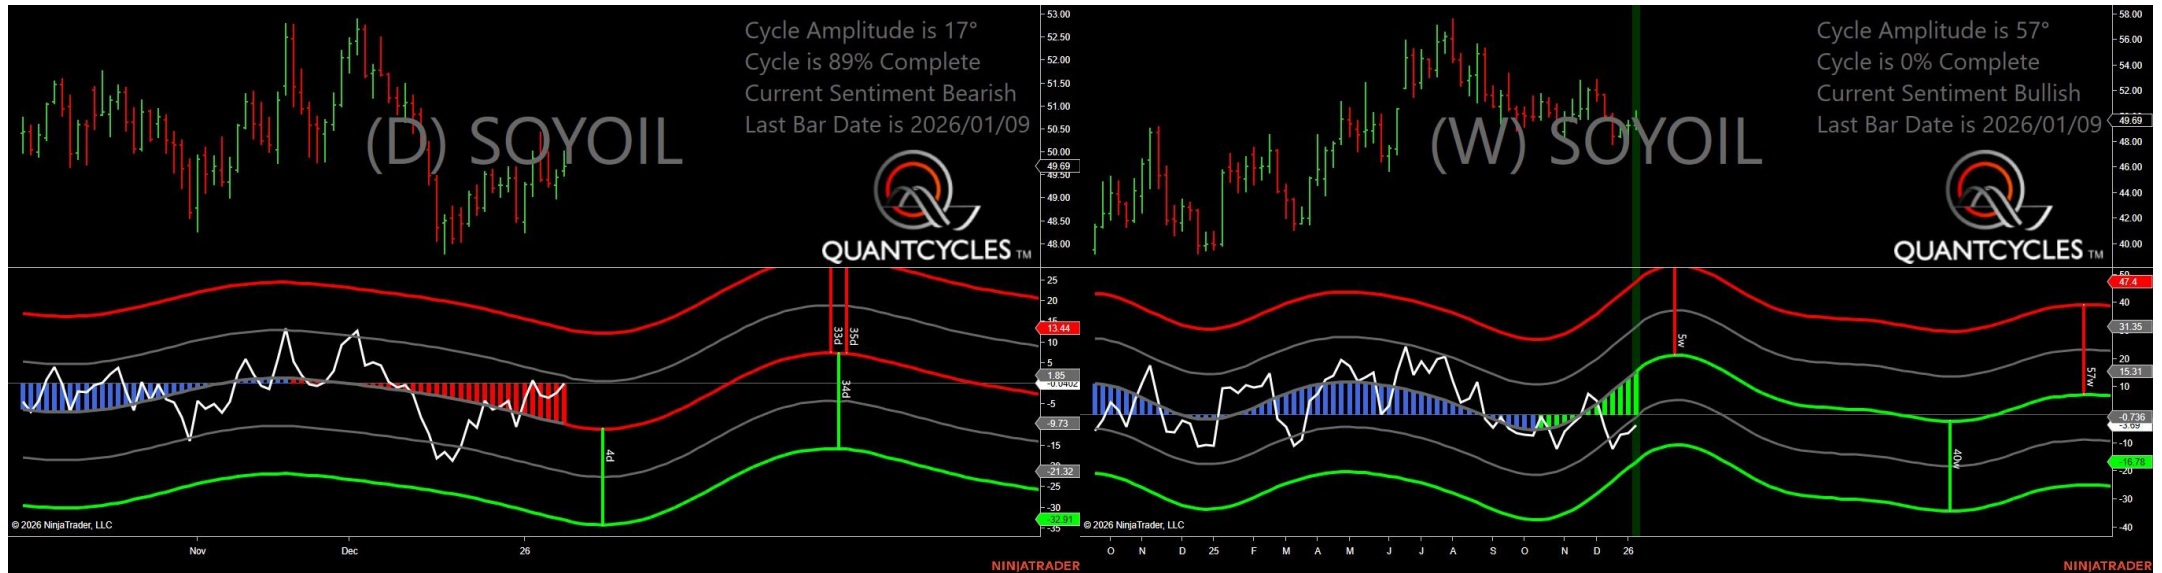 Cycle Amplitude is 17°
Cycle is 89% Complete
Current Sentiment Bearish
Last Bar Date is 2026/01/09
(D) SOYOIL
QUANTCYCLES TM
53.00
52.50
52.00
51.50
51.00
50.50
50.00
49.69
49.50
49.00
48.50
48.00
25
20
15
13.44
10
5
1.85
-0.0402
-5
-9.73
-15
-21.32
-25
-30
-32.91
-35
33d
35d
34d
4d
© 2026 NinjaTrader, LLC
Nov
Dec
26
NINJATRADER
Cycle Amplitude is 57°
Cycle is 0% Complete
Current Sentiment Bullish
Last Bar Date is 2026/01/09
(W) SOYOIL
QUANTCYCLES TM
58.00
56.00
54.00
52.00
49.69
48.00
46.00
44.00
42.00
40.00
50
47.4
40
31.35
20
15.31
10
-0.736
-3.69
-10
-16.78
-20
-30
-40
5w
57w
40w
© 2026 NinjaTrader, LLC
O N D 25 F M A M J J A S O N D 26
NINJATRADER